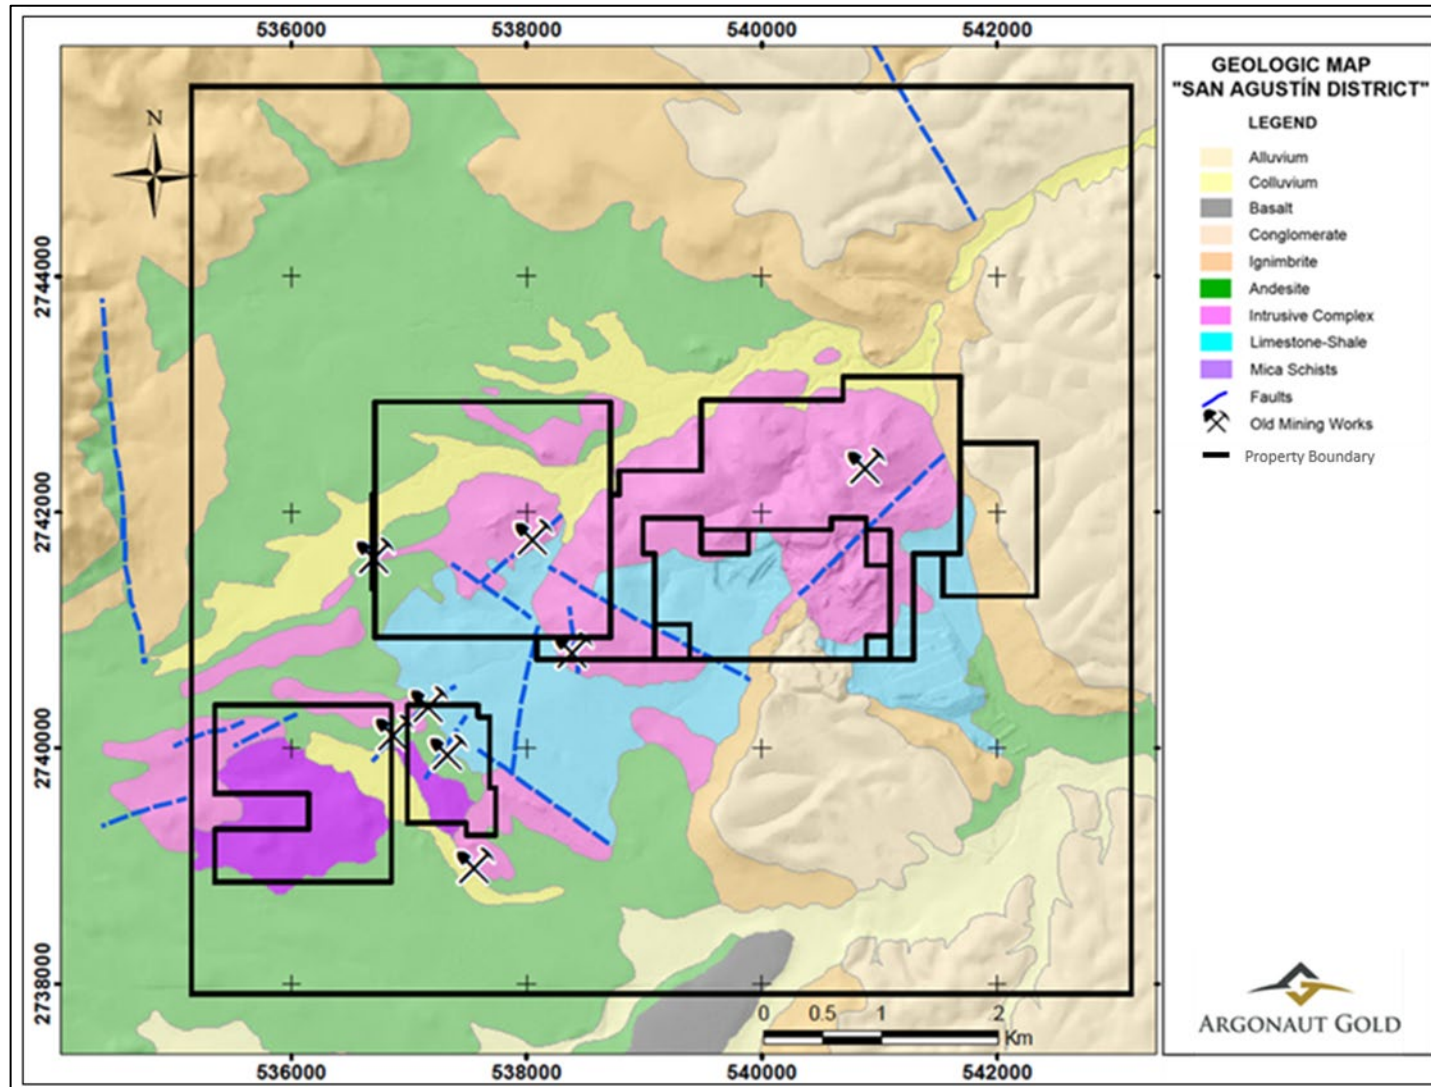 536000 538000 540000 542000
GEOLOGIC MAP
"SAN AGUSTÍN DISTRICT"
LEGEND
Alluvium
Colluvium
Basalt
Conglomerate
Ignimbrite
Andesite
Intrusive Complex
Limestone-Shale
Mica Schists
Faults
Old Mining Works
Property Boundary
N
2744000
2742000
2740000
2738000
0 0.5 1 2
Km
536000 538000 540000 542000
ARGONAUT GOLD